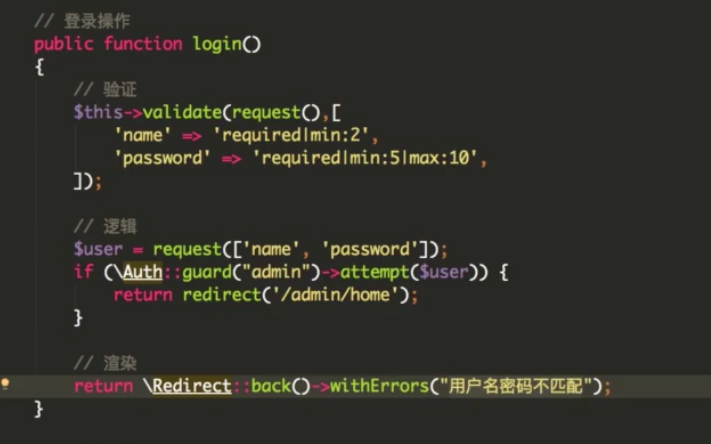 // 登录操作
public function login()
{
// 验证
$this->validate(request(),[
'name' => 'required|min:2',
'password' => 'required|min:5|max:10',
]);
// 逻辑
$user = request(['name', 'password']);
if (\Auth::guard("admin")->attempt($user)) {
return redirect('/admin/home');
}
// 渲染
return \Redirect::back()->withErrors("用户名密码不匹配");
}